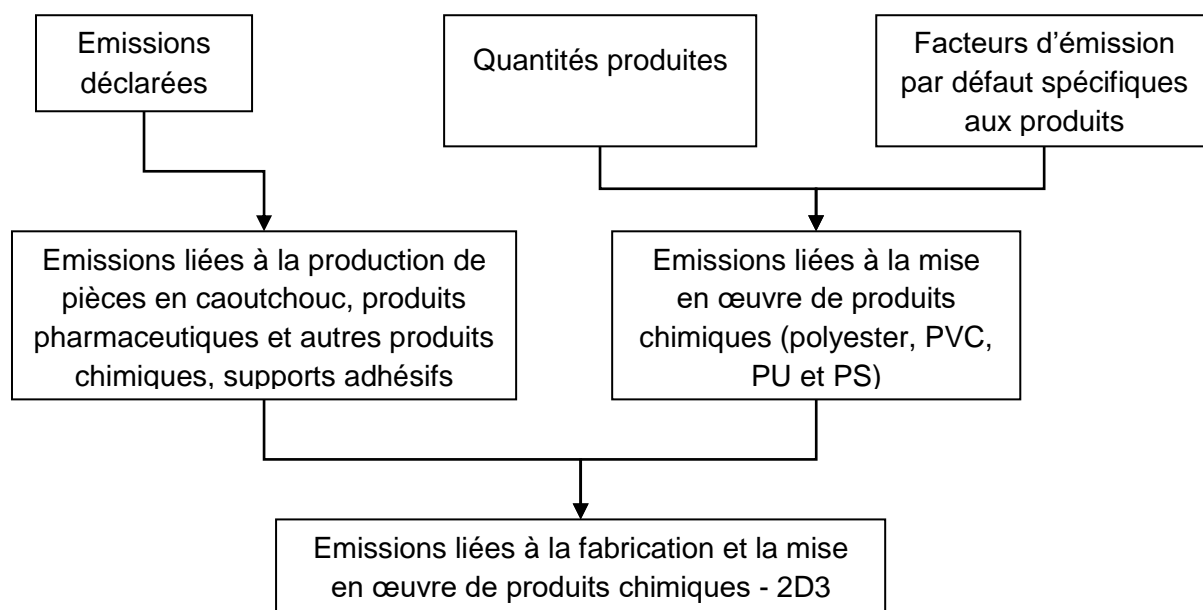 Emissions
déclarées
Quantités produites
Facteurs d’émission
par défaut spécifiques
aux produits
Emissions liées à la production de
pièces en caoutchouc, produits
pharmaceutiques et autres produits
chimiques, supports adhésifs
Emissions liées à la mise
en œuvre de produits
chimiques (polyester, PVC,
PU et PS)
Emissions liées à la fabrication et la mise
en œuvre de produits chimiques - 2D3